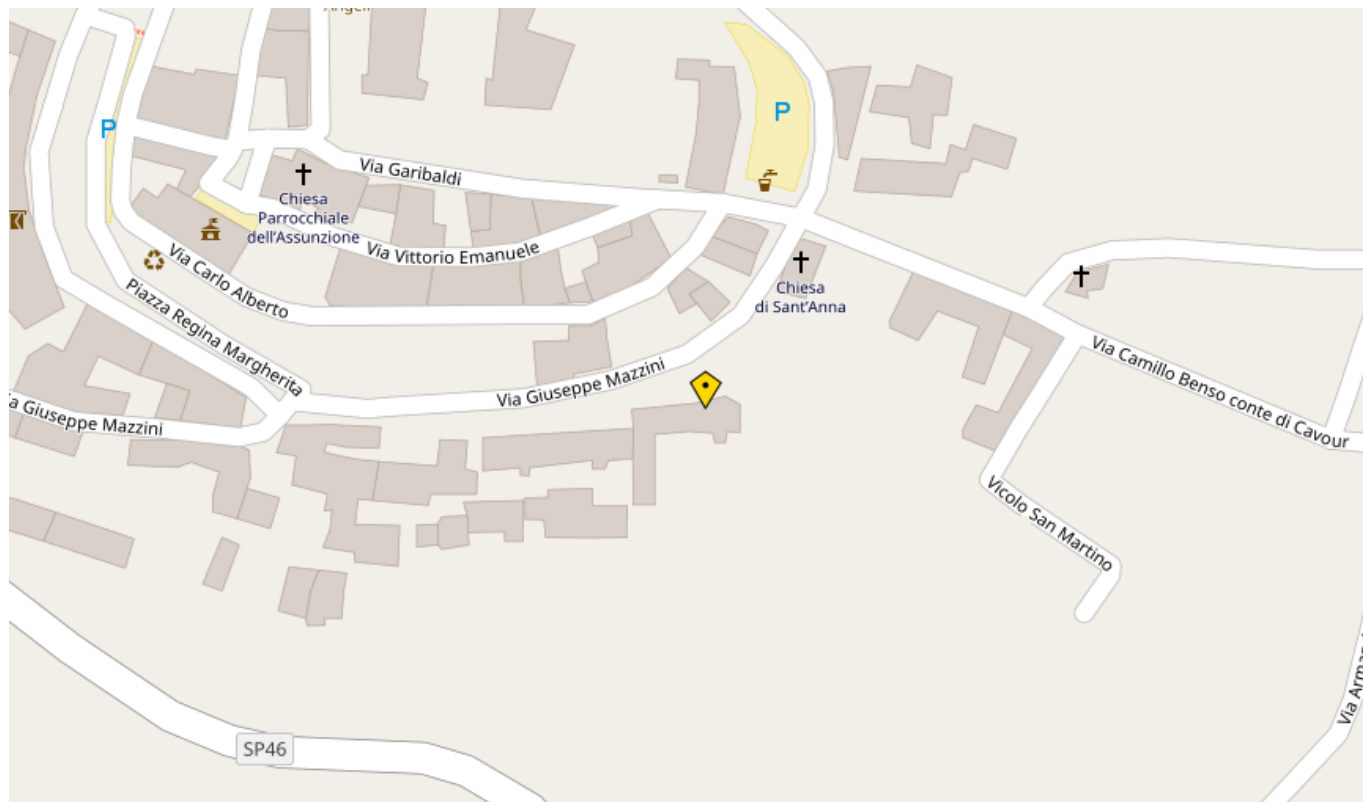 P
P
Via Garibaldi
Chiesa
Parrocchiale
dell'Assunzione
Via Vittorio Emanuele
Via Carlo Alberto
Piazza Regina Margherita
Chiesa
di Sant'Anna
Via Giuseppe Mazzini
Via Camillo Benso conte di Cavour
Giuseppe Mazzini
Vicolo San Martino
SP46
Via